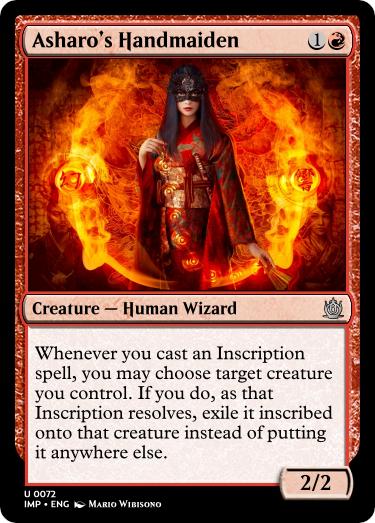 Asharo's Handmaiden 1
Creature — Human Wizard
Whenever you cast an Inscription
spell, you may choose target creature
you control. If you do, as that
Inscription resolves, exile it inscribed
onto that creature instead of putting
it anywhere else.
2/2
U 0072
IMP • ENG Mario Wibisono